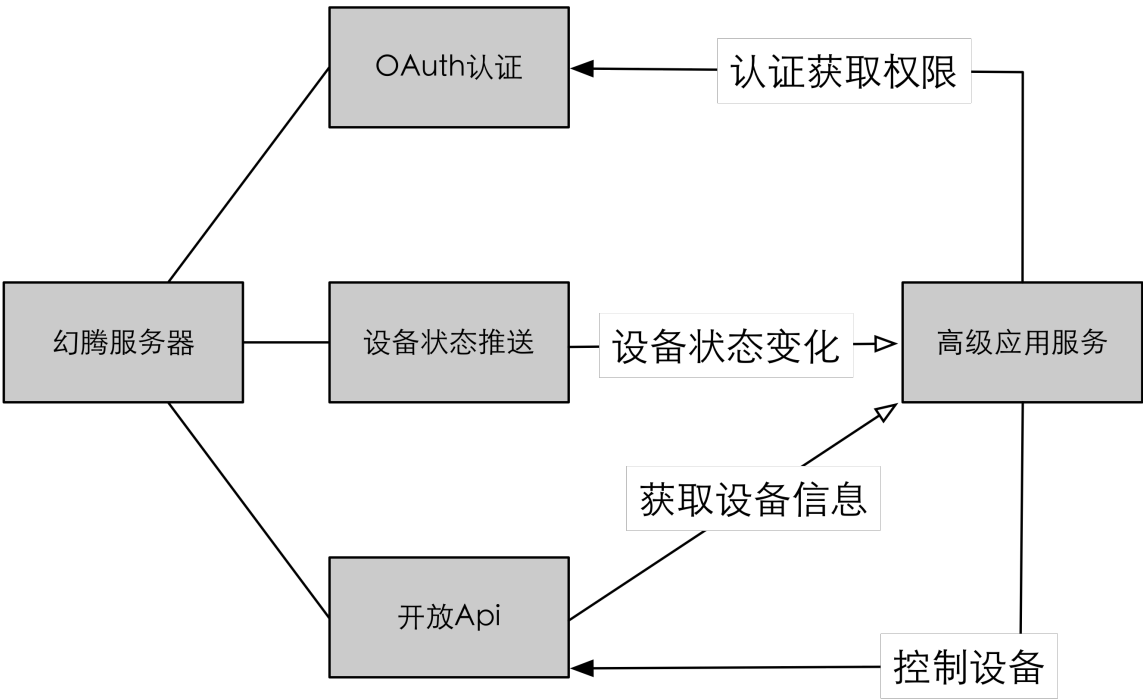 OAuth认证
认证获取权限
幻腾服务器
设备状态推送
设备状态变化
高级应用服务
获取设备信息
开放Api
控制设备